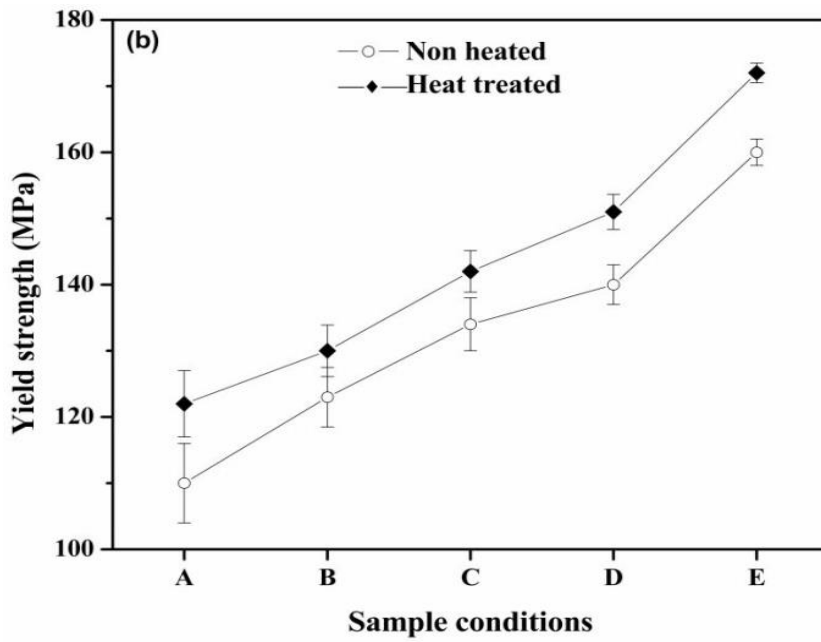 (b)
Non heated
Heat treated
Yield strength (MPa)
180
160
140
120
100
A B C D E
Sample conditions